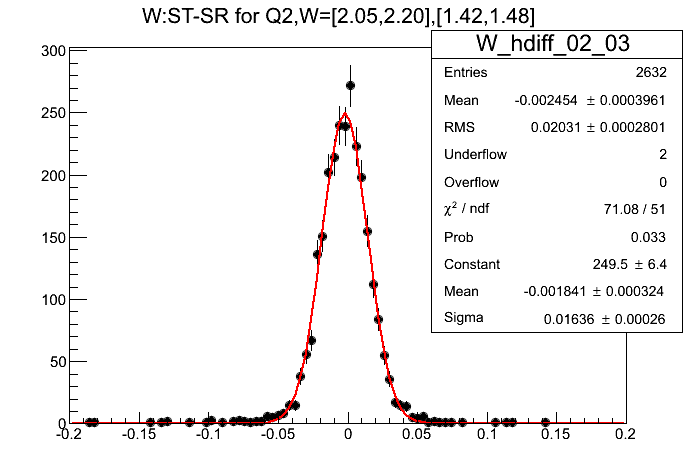 W:ST-SR for Q2,W=[2.05,2.20],[1.42,1.48]
W_hdiff_02_03
Entries 2632
Mean -0.002454 ± 0.0003961
RMS 0.02031 ± 0.0002801
Underflow 2
Overflow 0
χ² / ndf 71.08 / 51
Prob 0.033
Constant 249.5 ± 6.4
Mean -0.001841 ± 0.000324
Sigma 0.01636 ± 0.00026
300
250
200
150
100
50
0
-0.2 -0.15 -0.1 -0.05 0 0.05 0.1 0.15 0.2